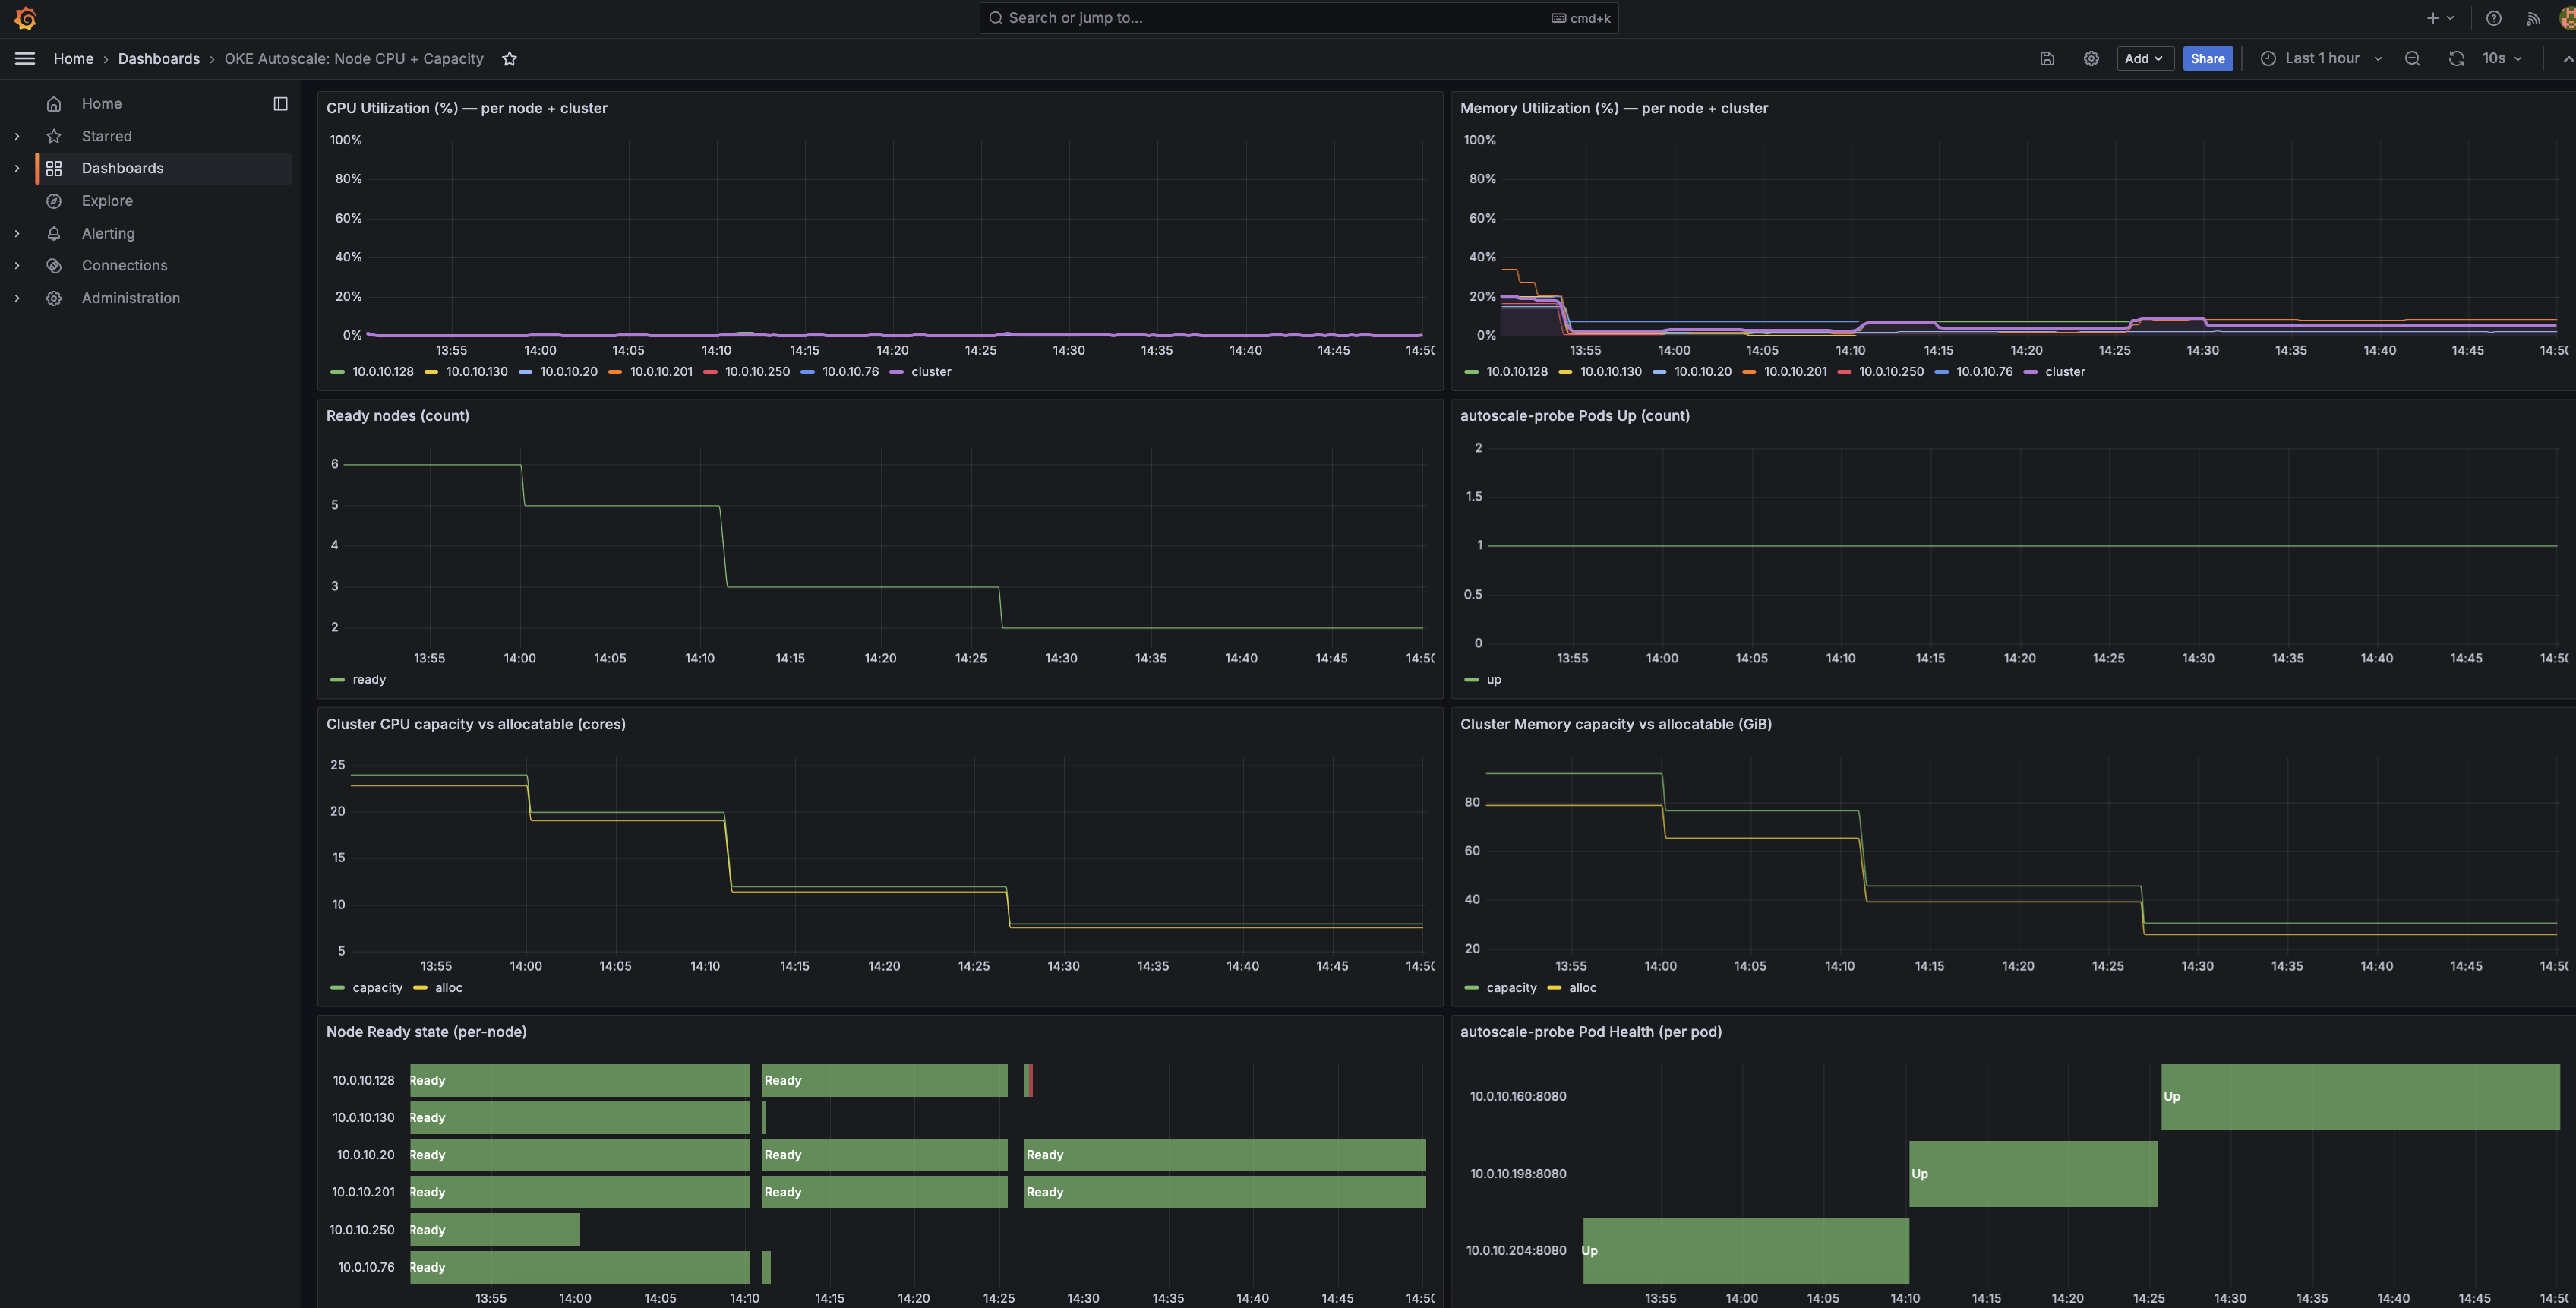 Search or jump to...
cmd+k
Home › Dashboards › OKE Autoscale: Node CPU + Capacity
Add
Share
Last 1 hour
10s
Home
Starred
Dashboards
Explore
Alerting
Connections
Administration
CPU Utilization (%) — per node + cluster
100%
80%
60%
40%
20%
0%
13:55 14:00 14:05 14:10 14:15 14:20 14:25 14:30 14:35 14:40 14:45 14:50
10.0.10.128 10.0.10.130 10.0.10.20 10.0.10.201 10.0.10.250 10.0.10.76 cluster
Memory Utilization (%) — per node + cluster
100%
80%
60%
40%
20%
0%
13:55 14:00 14:05 14:10 14:15 14:20 14:25 14:30 14:35 14:40 14:45 14:50
10.0.10.128 10.0.10.130 10.0.10.20 10.0.10.201 10.0.10.250 10.0.10.76 cluster
Ready nodes (count)
6
5
4
3
2
13:55 14:00 14:05 14:10 14:15 14:20 14:25 14:30 14:35 14:40 14:45 14:50
ready
autoscale-probe Pods Up (count)
2
1.5
1
0.5
0
13:55 14:00 14:05 14:10 14:15 14:20 14:25 14:30 14:35 14:40 14:45 14:50
up
Cluster CPU capacity vs allocatable (cores)
25
20
15
10
5
13:55 14:00 14:05 14:10 14:15 14:20 14:25 14:30 14:35 14:40 14:45 14:50
capacity alloc
Cluster Memory capacity vs allocatable (GiB)
80
60
40
20
13:55 14:00 14:05 14:10 14:15 14:20 14:25 14:30 14:35 14:40 14:45 14:50
capacity alloc
Node Ready state (per-node)
10.0.10.128 Ready Ready
10.0.10.130 Ready
10.0.10.20 Ready Ready Ready
10.0.10.201 Ready Ready Ready
10.0.10.250 Ready
10.0.10.76 Ready
13:55 14:00 14:05 14:10 14:15 14:20 14:25 14:30 14:35 14:40 14:45 14:50
autoscale-probe Pod Health (per pod)
10.0.10.160:8080 Up
10.0.10.198:8080 Up
10.0.10.204:8080 Up
13:55 14:00 14:05 14:10 14:15 14:20 14:25 14:30 14:35 14:40 14:45 14:50